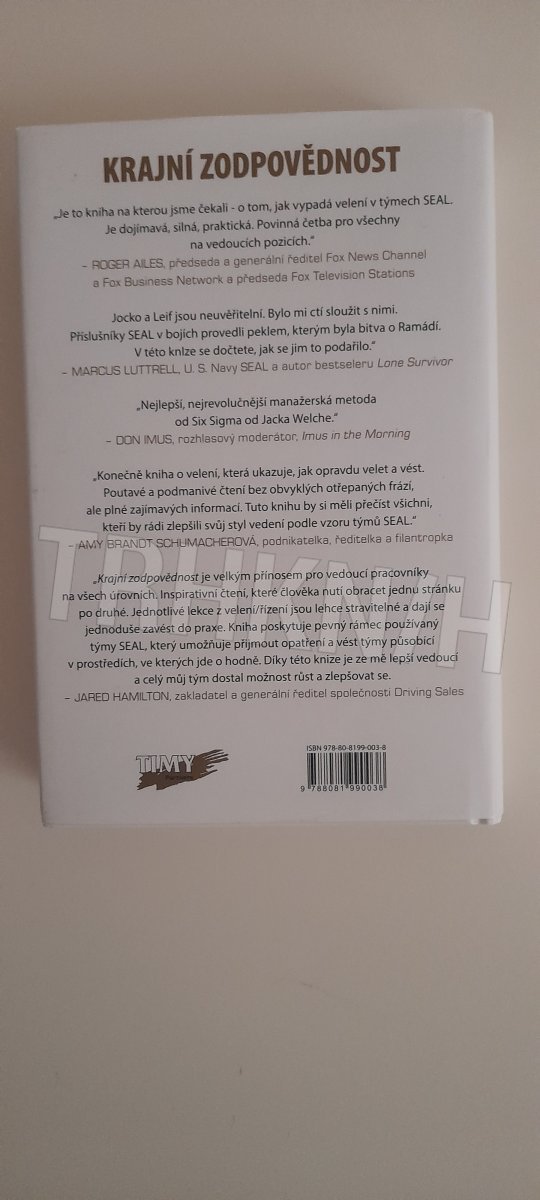 KRAJNÍ ZODPOVĚDNOST
„Je to kniha na kterou jsme čekali - o tom, jak vypadá velení v týmech SEAL.
Je dojímavá, silná, praktická. Povinná četba pro všechny
na vedoucích pozicích.“
– ROGER AILES, předseda a generální ředitel Fox News Channel
a Fox Business Network a předseda Fox Television Stations
Jocko a Leif jsou neuvěřitelní. Bylo mi ctí sloužit s nimi.
Příslušníky SEAL v bojích provedli peklem, kterým byla bitva o Ramádí.
V této knize se dočtete, jak se jim to podařilo.“
– MARCUS LUTTRELL, U. S. Navy SEAL a autor bestseleru Lone Survivor
„Nejlepší, nejrevolučnější manažerská metoda
od Six Sigma od Jacka Welche.“
– DON IMUS, rozhlasový moderátor, Imus in the Morning
„Konečně kniha o velení, která ukazuje, jak opravdu velet a vést.
Poutavé a podmanivé čtení bez obvyklých otřepaných frází,
ale plné zajímavých informací. Tuto knihu by si měli přečíst všichni,
kteří by rádi zlepšili svůj styl vedení podle vzoru týmů SEAL.“
– AMY BRANDT SCHUMACHEROVÁ, podnikatelka, ředitelka a filantropka
„Krajní zodpovědnost je velkým přínosem pro vedoucí pracovníky
na všech úrovních. Inspirativní čtení, které člověka nutí obracet jednu stránku
po druhé. Jednotlivé lekce z velení/řízení jsou lehce stravitelné a dají se
jednoduše zavést do praxe. Kniha poskytuje pevný rámec používaný
týmy SEAL, který umožňuje přijmout opatření a vést týmy působící
v prostředích, ve kterých jde o hodně. Díky této knize je ze mě lepší vedoucí
a celý můj tým dostal možnost růst a zlepšovat se.
– JARED HAMILTON, zakladatel a generální ředitel společnosti Driving Sales
TRHKNIH
TIMY
Partners
ISBN 978-80-8199-003-8
9 788081 990038